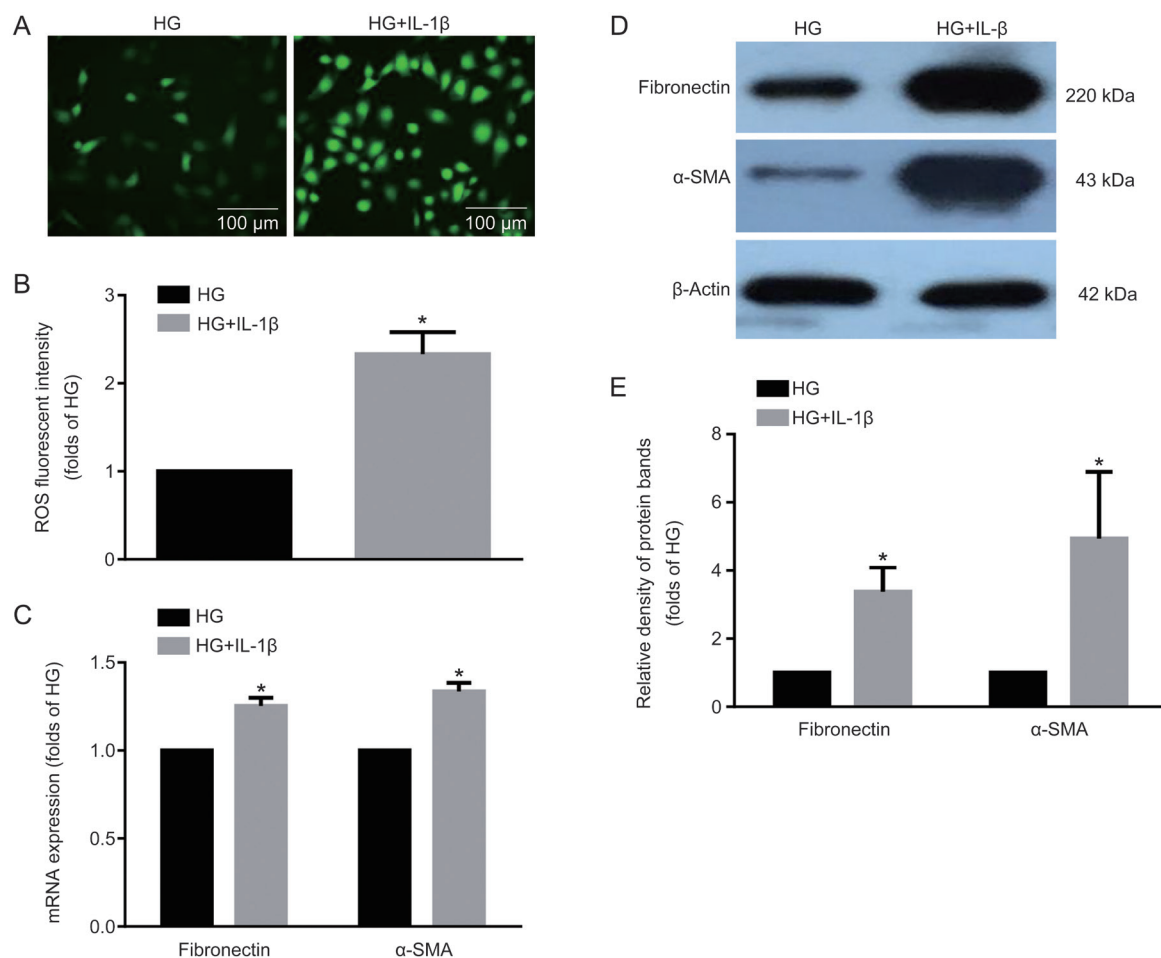 A
HG
HG+IL-1β
100 µm
100 µm
B
HG
HG+IL-1β
ROS fluorescent intensity
(folds of HG)
3
2
1
0
*
C
HG
HG+IL-1β
mRNA expression (folds of HG)
1.5
1.0
0.5
0.0
*
*
Fibronectin
α-SMA
D
HG
HG+IL-β
Fibronectin
220 kDa
α-SMA
43 kDa
β-Actin
42 kDa
E
HG
HG+IL-1β
Relative density of protein bands
(folds of HG)
8
6
4
2
0
*
*
Fibronectin
α-SMA